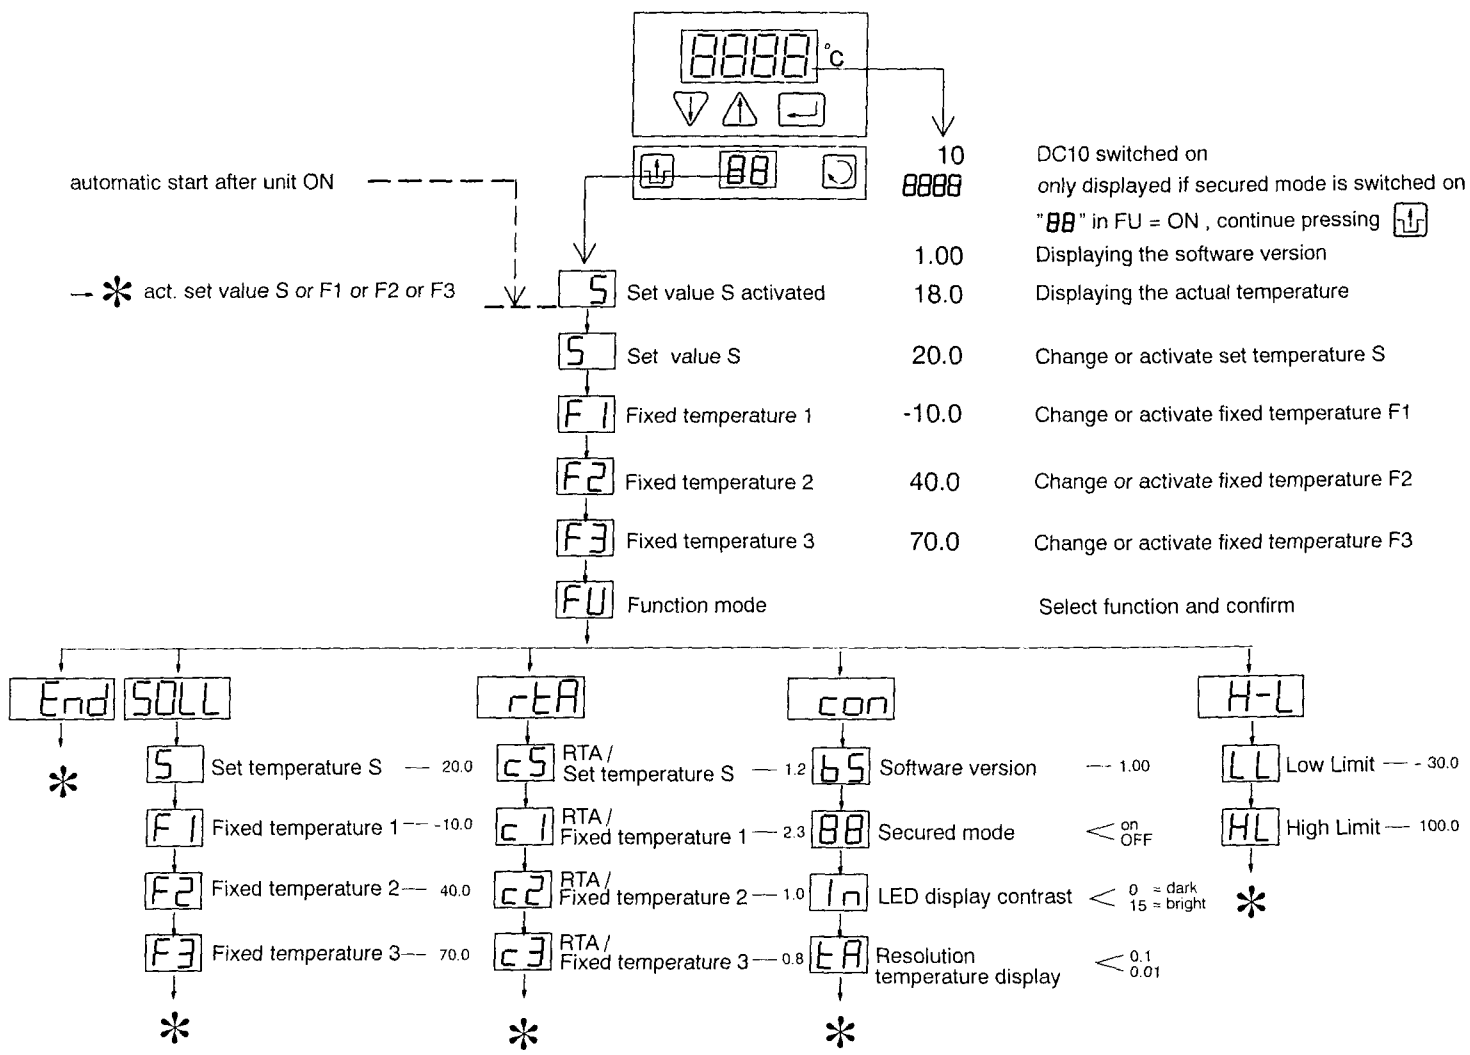 8888 °C
88
10 DC10 switched on
automatic start after unit ON
8888 only displayed if secured mode is switched on
"88" in FU = ON , continue pressing
1.00 Displaying the software version
act. set value S or F1 or F2 or F3
S Set value S activated 18.0 Displaying the actual temperature
S Set value S 20.0 Change or activate set temperature S
F1 Fixed temperature 1 -10.0 Change or activate fixed temperature F1
F2 Fixed temperature 2 40.0 Change or activate fixed temperature F2
F3 Fixed temperature 3 70.0 Change or activate fixed temperature F3
FU Function mode Select function and confirm
End SOLL rtA con H-L
S Set temperature S 20.0
F1 Fixed temperature 1 -10.0
F2 Fixed temperature 2 40.0
F3 Fixed temperature 3 70.0
cS RTA /
Set temperature S 1.2
c1 RTA /
Fixed temperature 1 2.3
c2 RTA /
Fixed temperature 2 1.0
c3 RTA /
Fixed temperature 3 0.8
bS Software version 1.00
88 Secured mode on
OFF
In LED display contrast 0 = dark
15 = bright
tA Resolution
temperature display 0.1
0.01
LL Low Limit - 30.0
HL High Limit 100.0